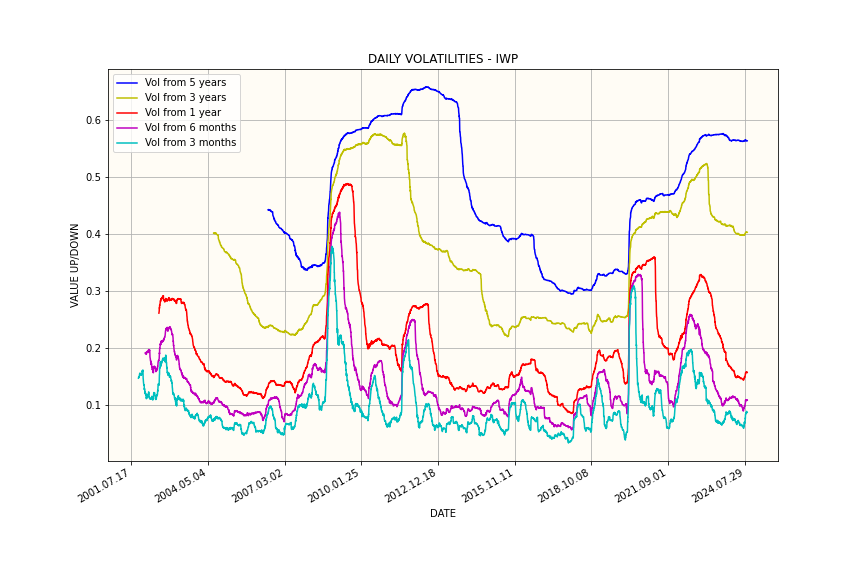 DAILY VOLATILITIES - IWP
Vol from 5 years
Vol from 3 years
Vol from 1 year
Vol from 6 months
Vol from 3 months
VALUE UP/DOWN
0.6
0.5
0.4
0.3
0.2
0.1
2001.07.17
2004.05.04
2007.03.02
2010.01.25
2012.12.18
2015.11.11
2018.10.08
2021.09.01
2024.07.29
DATE